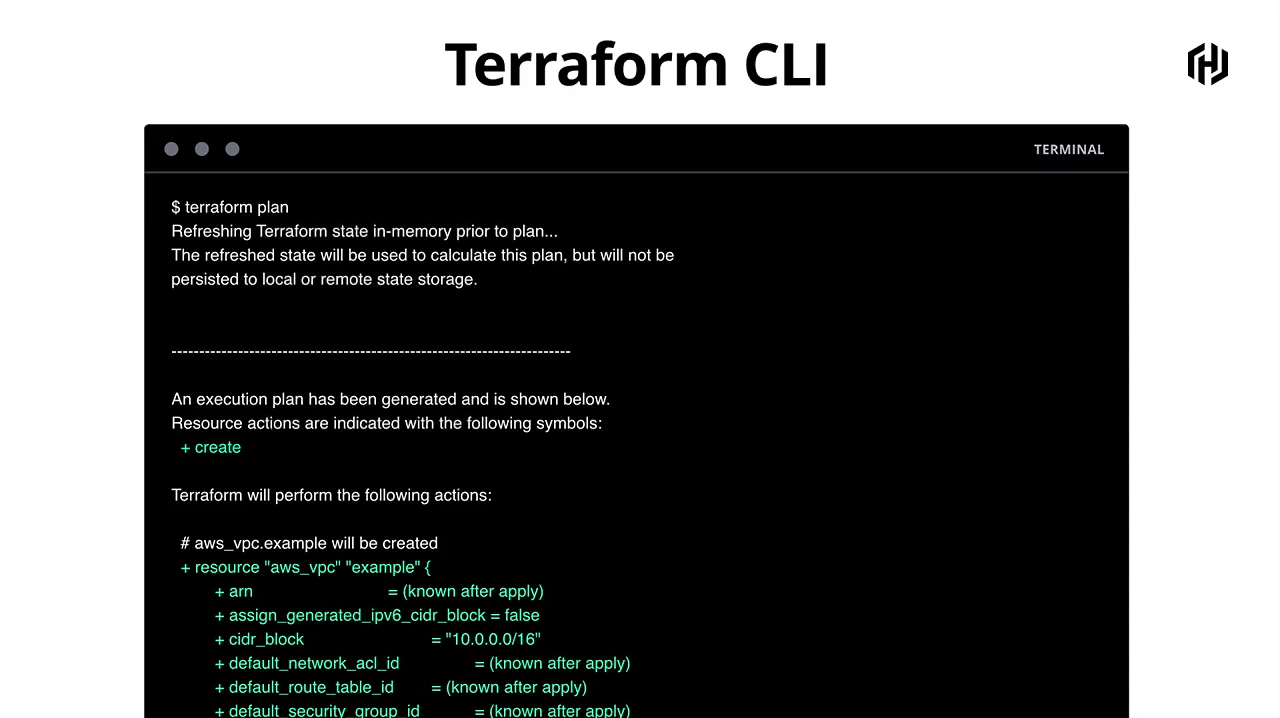 Terraform CLI
TERMINAL
$ terraform plan
Refreshing Terraform state in-memory prior to plan...
The refreshed state will be used to calculate this plan, but will not be
persisted to local or remote state storage.
------------------------------------------------------------------------
An execution plan has been generated and is shown below.
Resource actions are indicated with the following symbols:
+ create
Terraform will perform the following actions:
# aws_vpc.example will be created
+ resource "aws_vpc" "example" {
+ arn = (known after apply)
+ assign_generated_ipv6_cidr_block = false
+ cidr_block = "10.0.0.0/16"
+ default_network_acl_id = (known after apply)
+ default_route_table_id = (known after apply)
+ default_security_group_id = (known after apply)